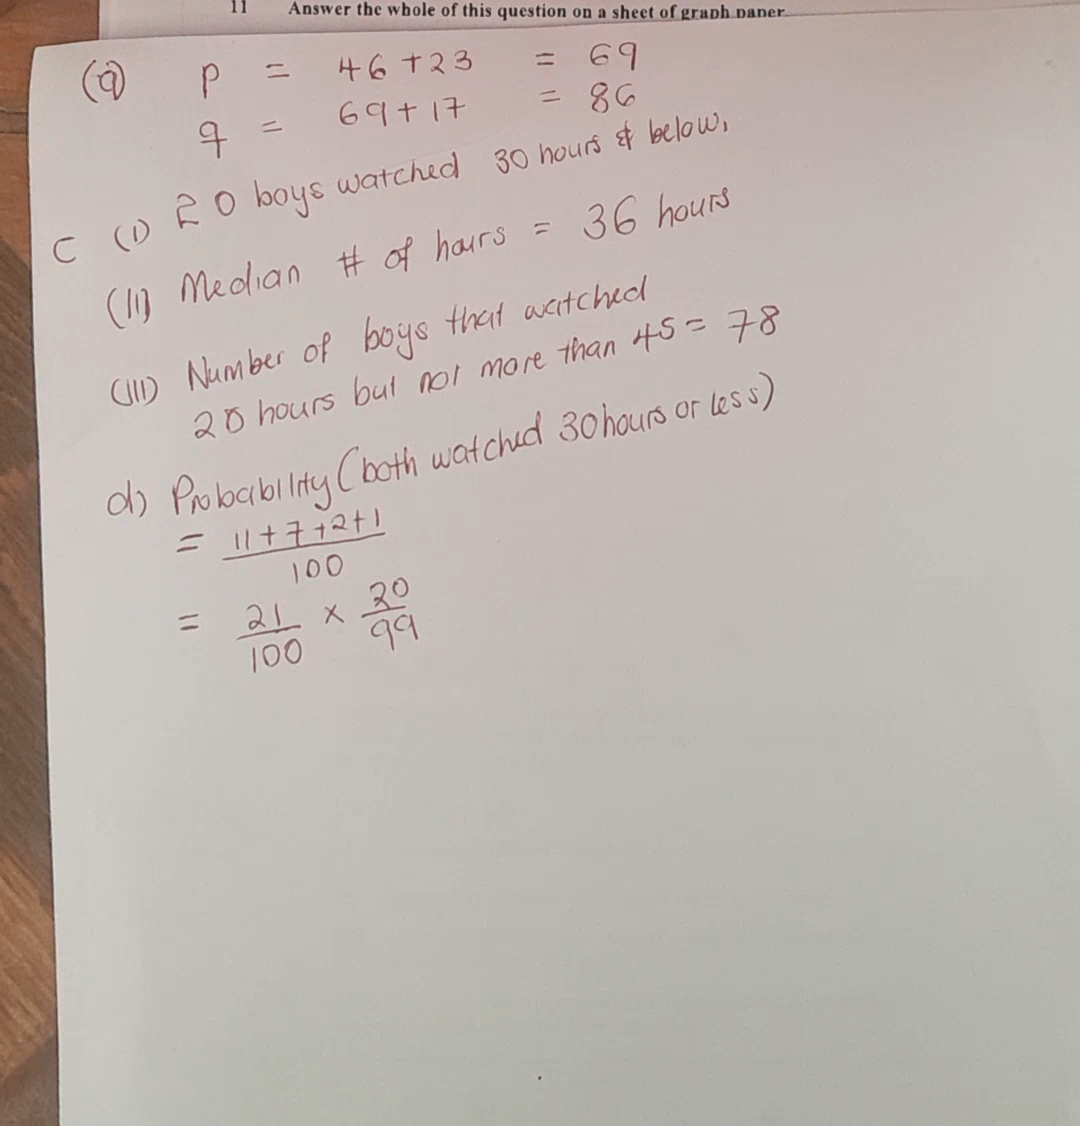 11 Answer the whole of this question on a sheet of graph paper
(a) p = 46 + 23 = 69
q = 69 + 17 = 86
C (i) 20 boys watched 30 hours & below,
(ii) Median # of hours = 36 hours
(iii) Number of boys that watched
20 hours but not more than 45 = 78
d) Probability (both watched 30 hours or less)
= 11+7+2+1
100
= 21/100 × 20/99